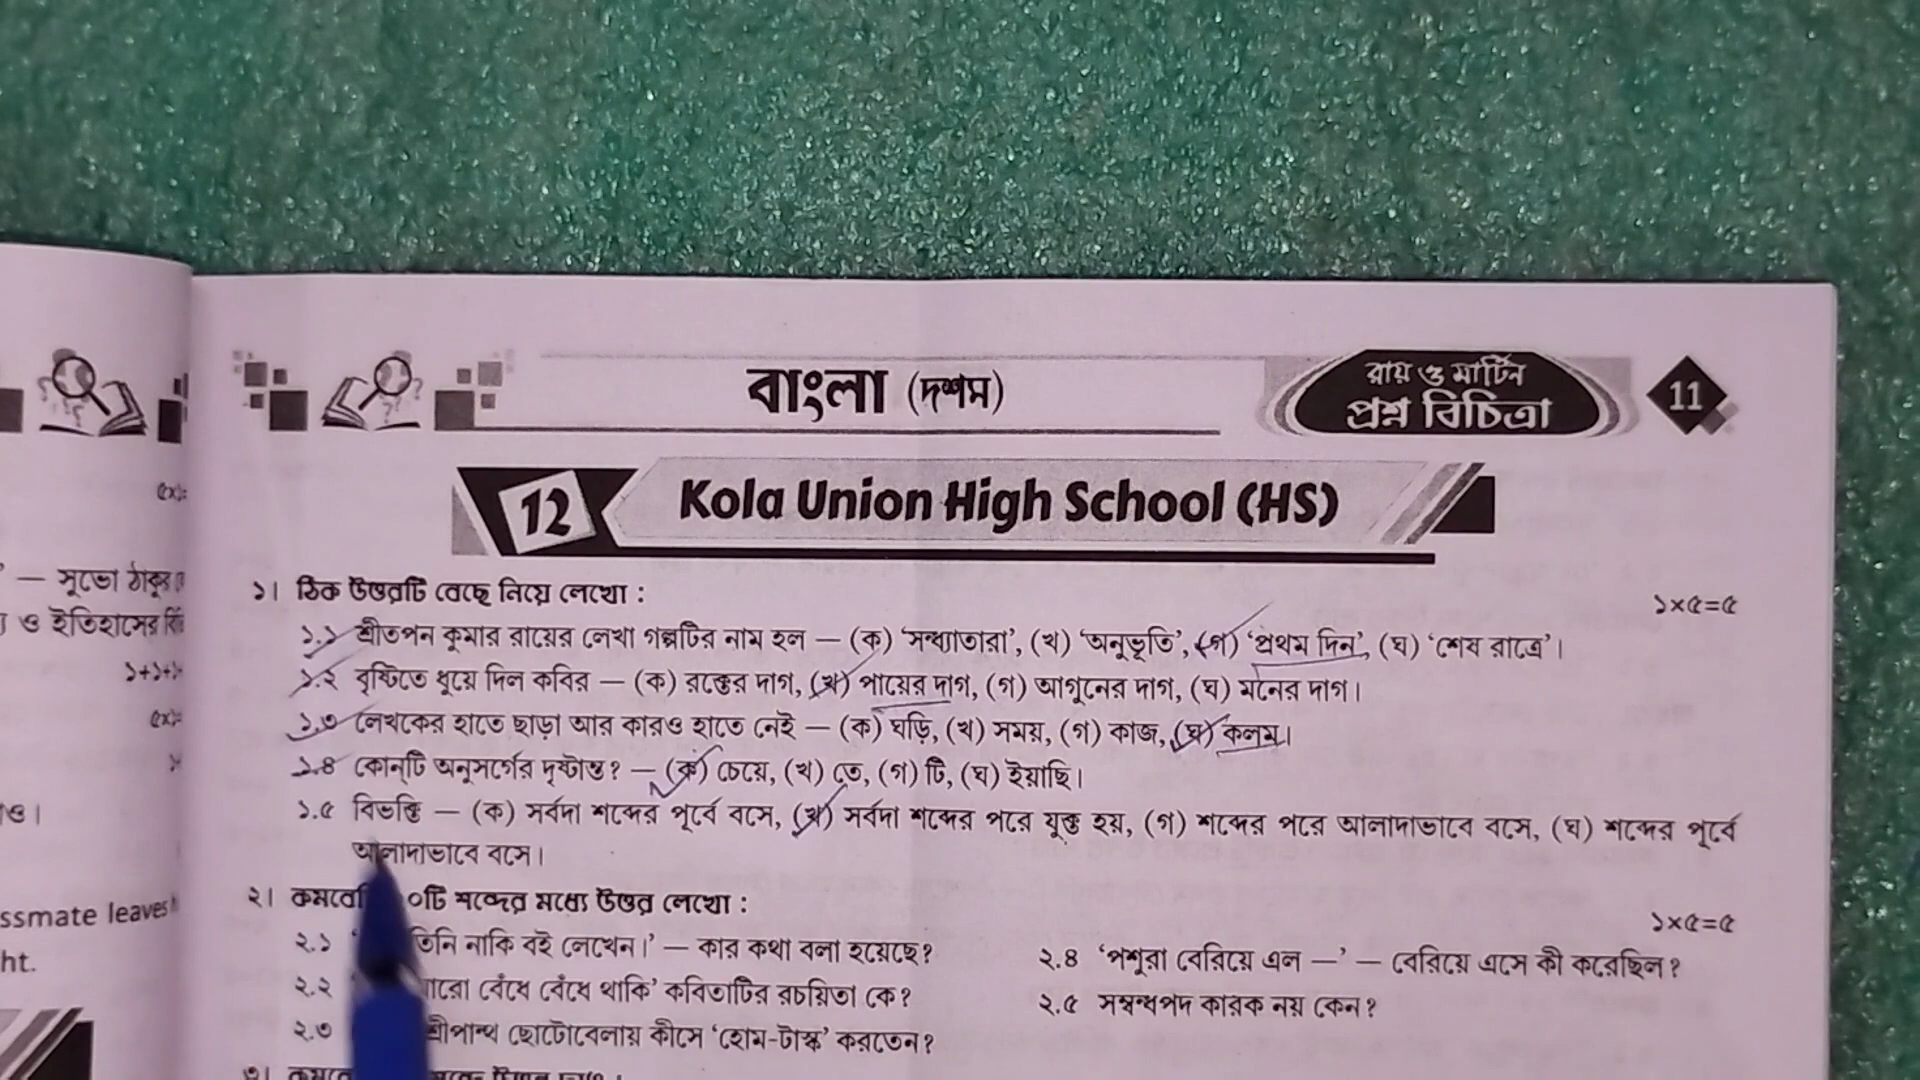 বাংলা (দশম)
রায় ও মার্টিন
প্রশ্ন বিচিত্রা
11
12 Kola Union High School (HS)
১। ঠিক উত্তরটি বেছে নিয়ে লেখো : ১×৫=৫
১.১ শ্রীতপন কুমার রায়ের লেখা গল্পটির নাম হল — (ক) ‘সন্ধ্যাতারা’, (খ) ‘অনুভূতি’, (গ) ‘প্রথম দিন’, (ঘ) ‘শেষ রাত্রে’।
১.২ বৃষ্টিতে ধুয়ে দিল কবির — (ক) রক্তের দাগ, (খ) পায়ের দাগ, (গ) আগুনের দাগ, (ঘ) মনের দাগ।
১.৩ লেখকের হাতে ছাড়া আর কারও হাতে নেই — (ক) ঘড়ি, (খ) সময়, (গ) কাজ, (ঘ) কলম।
১.৪ কোন্‌টি অনুসর্গের দৃষ্টান্ত? — (ক) চেয়ে, (খ) তে, (গ) টি, (ঘ) ইয়াছি।
১.৫ বিভক্তি — (ক) সর্বদা শব্দের পূর্বে বসে, (খ) সর্বদা শব্দের পরে যুক্ত হয়, (গ) শব্দের পরে আলাদাভাবে বসে, (ঘ) শব্দের পূর্বে
আলাদাভাবে বসে।
২। ০টি শব্দের মধ্যে উত্তর লেখো : ১×৫=৫
২.১ তিনি নাকি বই লেখেন।’ — কার কথা বলা হয়েছে?
২.২ বেঁধে বেঁধে থাকি’ কবিতাটির রচয়িতা কে?
২.৩ শ্রীপান্থ ছোটোবেলায় কীসে ‘হোম-টাস্ক’ করতেন?
২.৪ ‘পশুরা বেরিয়ে এল —’ — বেরিয়ে এসে কী করেছিল?
২.৫ সম্বন্ধপদ কারক নয় কেন?
— সুভো ঠাকুর
ও ইতিহাসের
১+১+
ssmate leaves
ht.